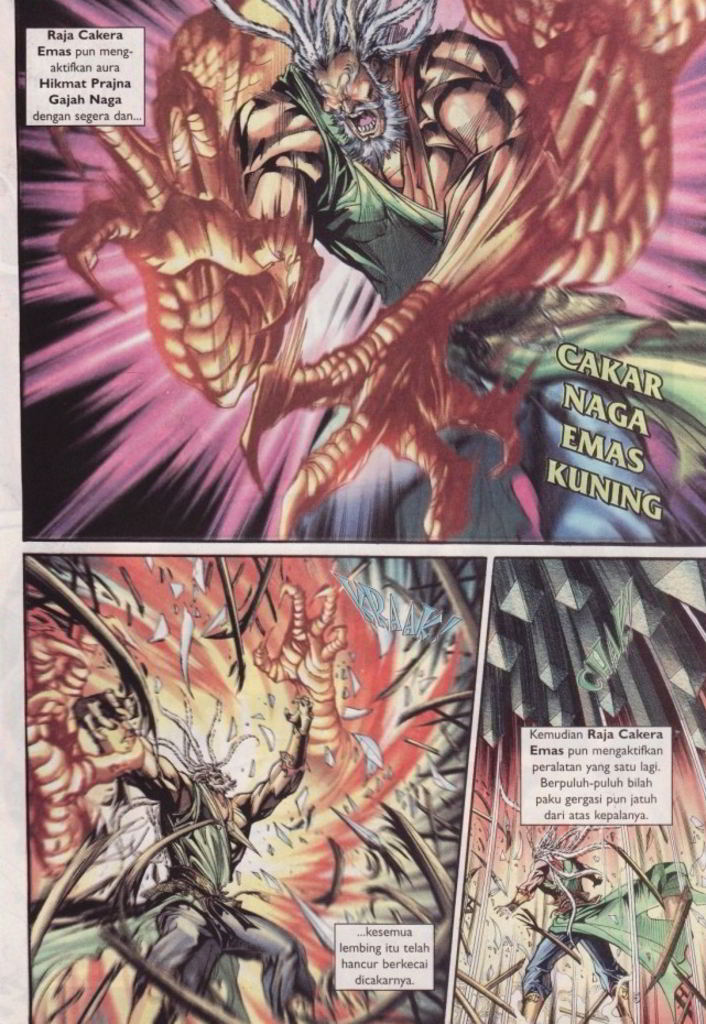 Raja Cakera
Emas pun meng-
aktifkan aura
Hikmat Prajna
Gajah Naga
dengan segera dan...
CAKAR
NAGA
EMAS
KUNING
...kesemua
lembing itu telah
hancur berkecai
dicakarnya.
Kemudian Raja Cakera
Emas pun mengaktifkan
peralatan yang satu lagi.
Berpuluh-puluh bilah
paku gergasi pun jatuh
dari atas kepalanya.